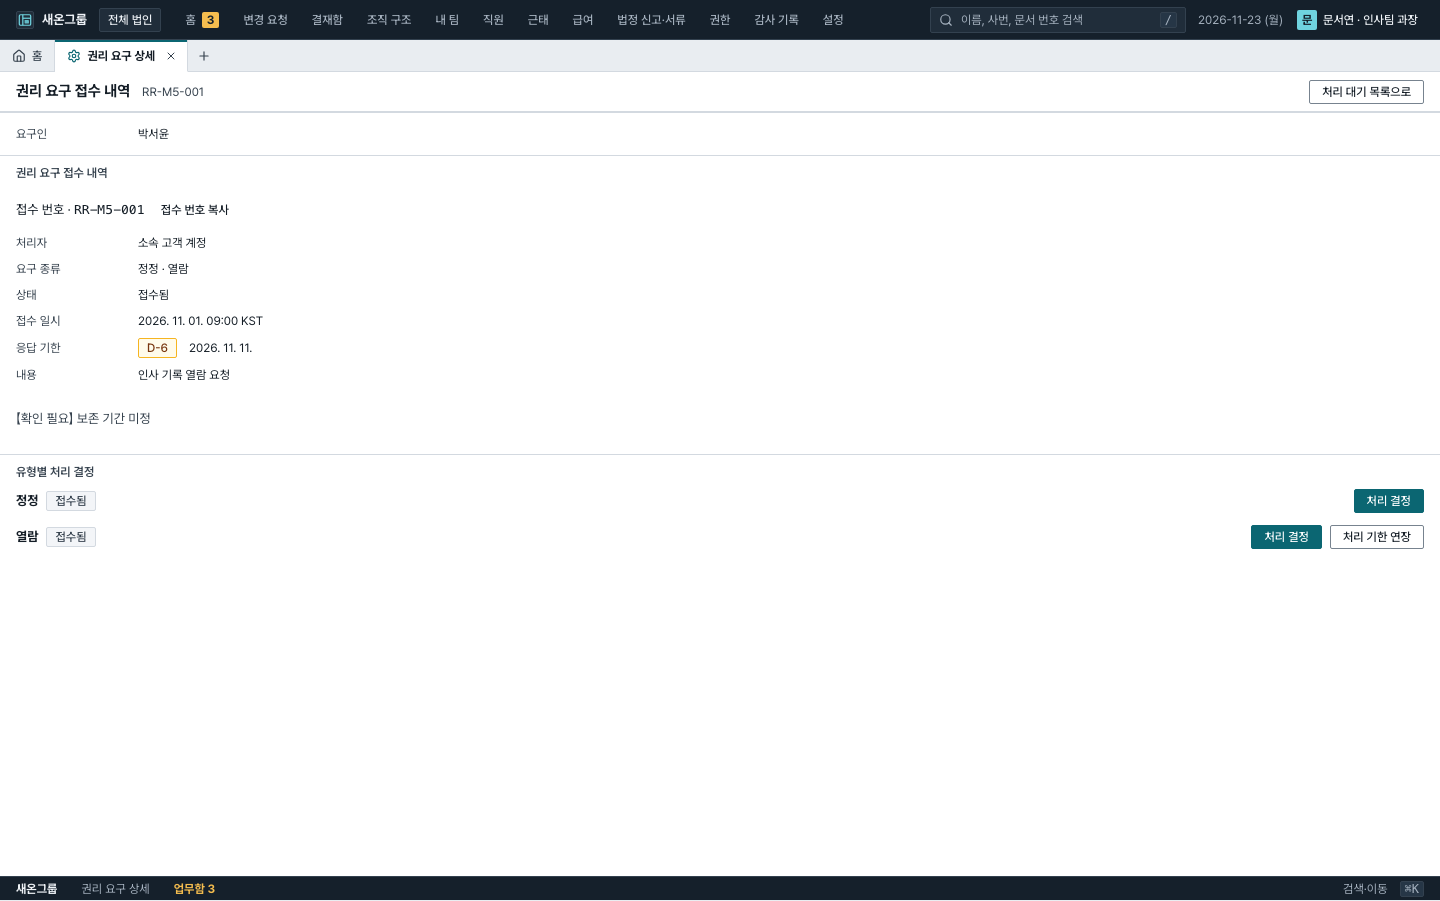 새온그룹 전체 법인 홈 3 변경 요청 결재함 조직 구조 내 팀 직원 근태 급여 법정 신고·서류 권한 감사 기록 설정 이름, 사번, 문서 번호 검색 / 2026-11-23 (월) 문 문서연 · 인사팀 과장
홈 권리 요구 상세
권리 요구 접수 내역 RR-M5-001 처리 대기 목록으로
요구인 박서윤
권리 요구 접수 내역
접수 번호 · RR-M5-001 접수 번호 복사
처리자 소속 고객 계정
요구 종류 정정 · 열람
상태 접수됨
접수 일시 2026. 11. 01. 09:00 KST
응답 기한 D-6 2026. 11. 11.
내용 인사 기록 열람 요청
【확인 필요】 보존 기간 미정
유형별 처리 결정
정정 접수됨 처리 결정
열람 접수됨 처리 결정 처리 기한 연장
새온그룹 권리 요구 상세 업무함 3 검색·이동 ⌘K